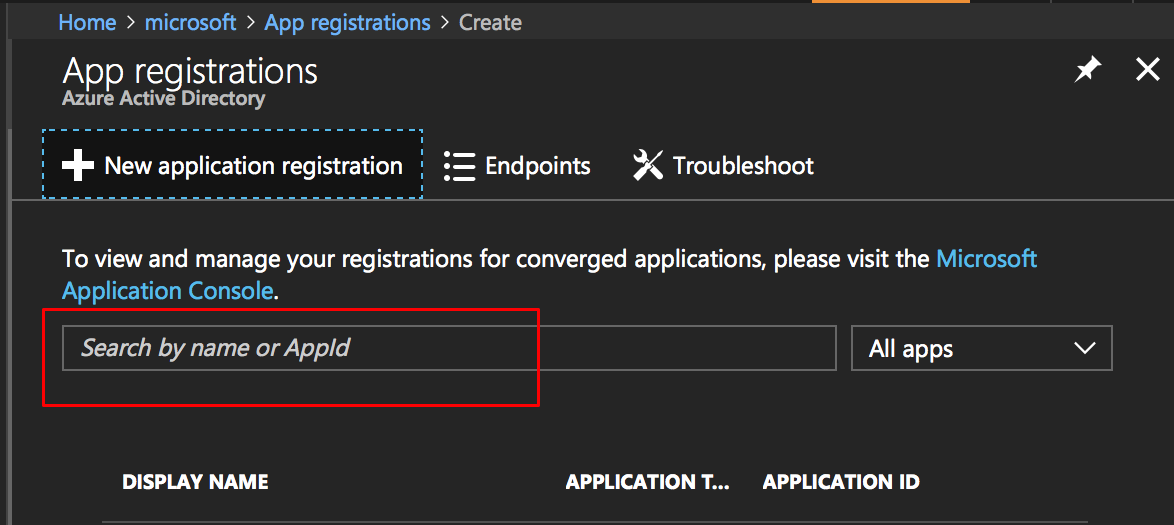 Home > microsoft > App registrations > Create
App registrations
Azure Active Directory
New application registration Endpoints Troubleshoot
To view and manage your registrations for converged applications, please visit the Microsoft
Application Console.
Search by name or AppId All apps
DISPLAY NAME APPLICATION T... APPLICATION ID